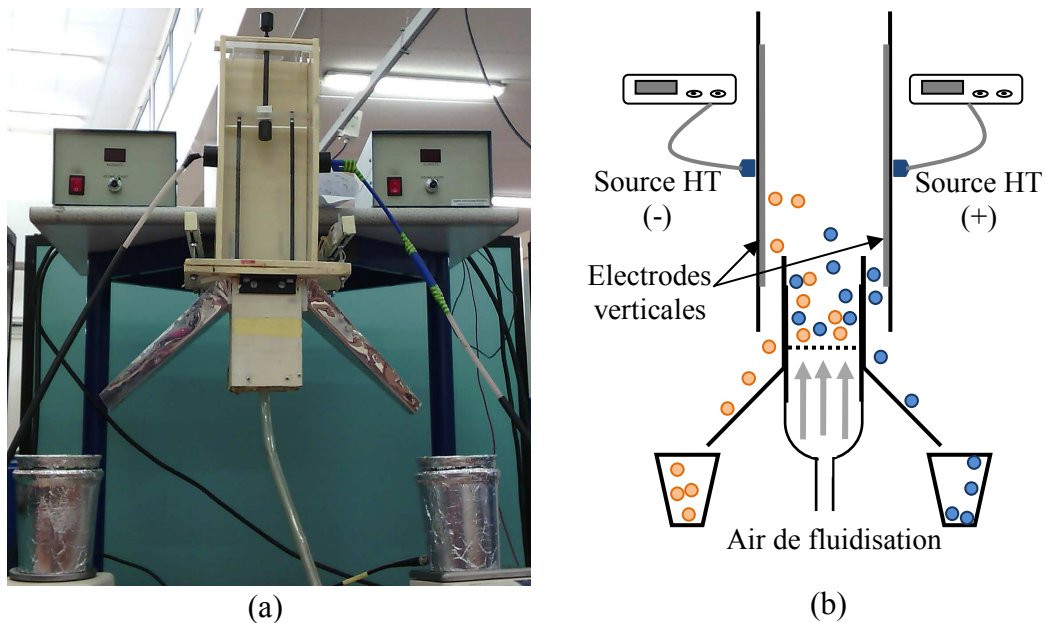 Source HT
(-)
Source HT
(+)
Electrodes
verticales
Air de fluidisation
(a)
(b)